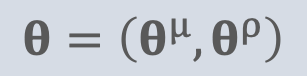 θ = (θ^μ, θ^ρ)